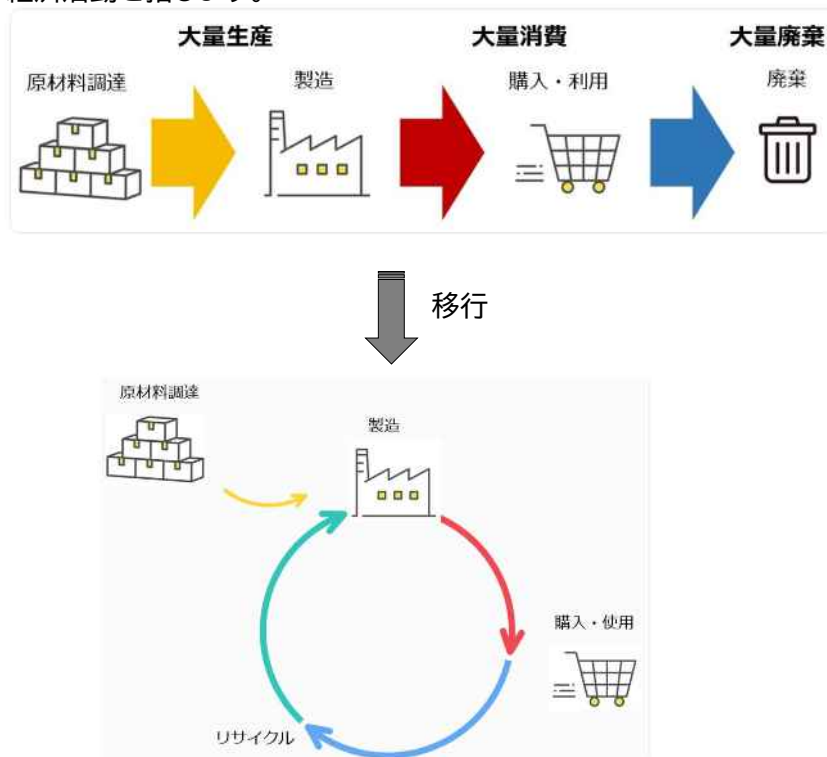 大量生産 大量消費 大量廃棄
原材料調達 製造 購入・利用 廃棄
移行
原材料調達
製造
購入・使用
リサイクル